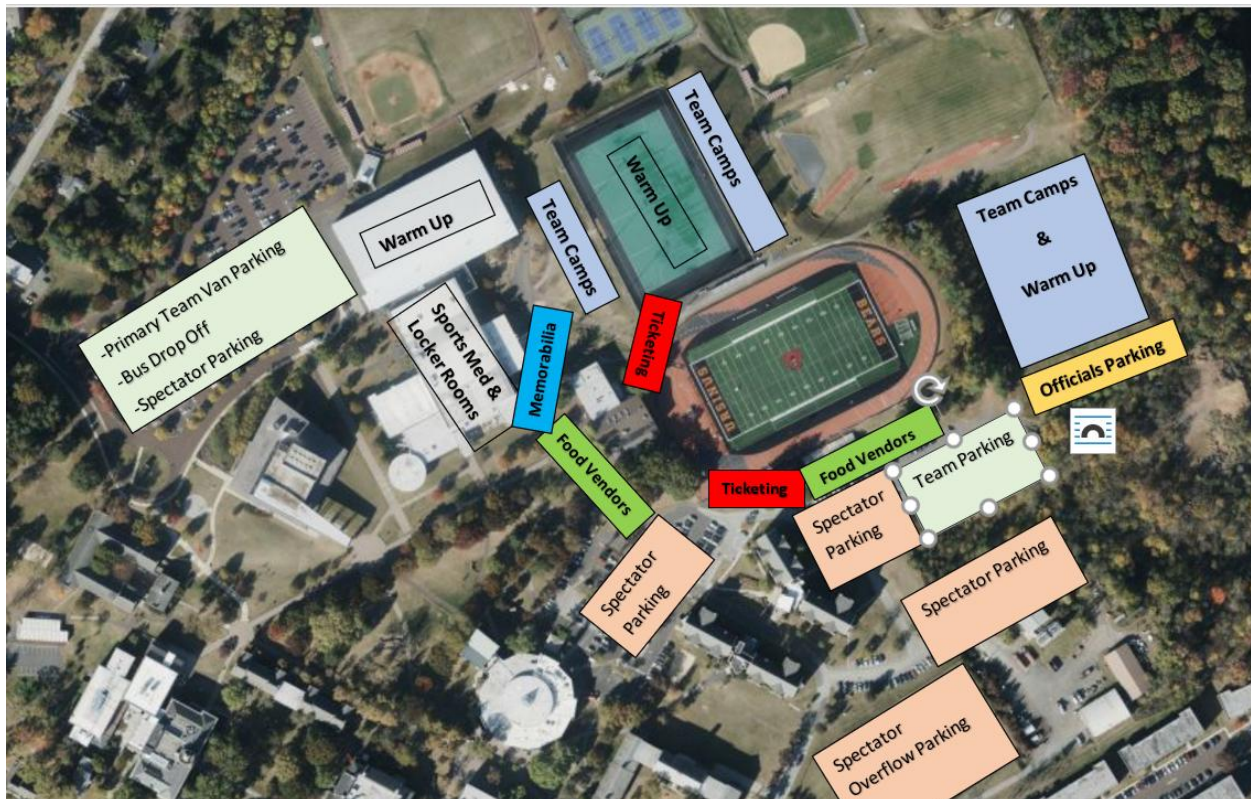 Team Camps
Warm Up
Team Camps
&
Warm Up
Warm Up
Team Camps
-Primary Team Van Parking
-Bus Drop Off
-Spectator Parking
Sports Med &
Locker Rooms
Memorabilia
Ticketing
BEARS
URSINUS
Officials Parking
Food Vendors
Ticketing
Food Vendors
Team Parking
Spectator
Parking
Spectator
Parking
Spectator Parking
Spectator
Overflow Parking